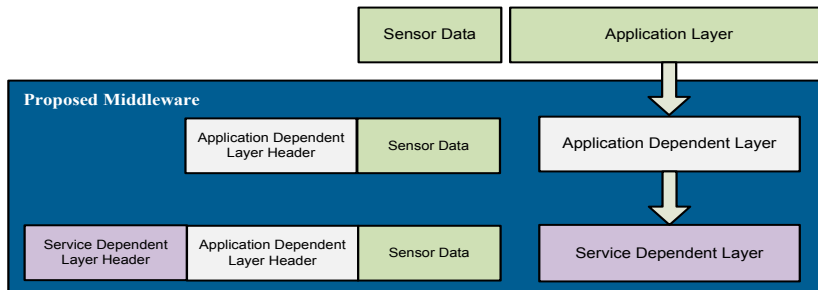 Sensor Data
Application Layer
Proposed Middleware
Application Dependent
Layer Header
Sensor Data
Application Dependent Layer
Service Dependent
Layer Header
Application Dependent
Layer Header
Sensor Data
Service Dependent Layer